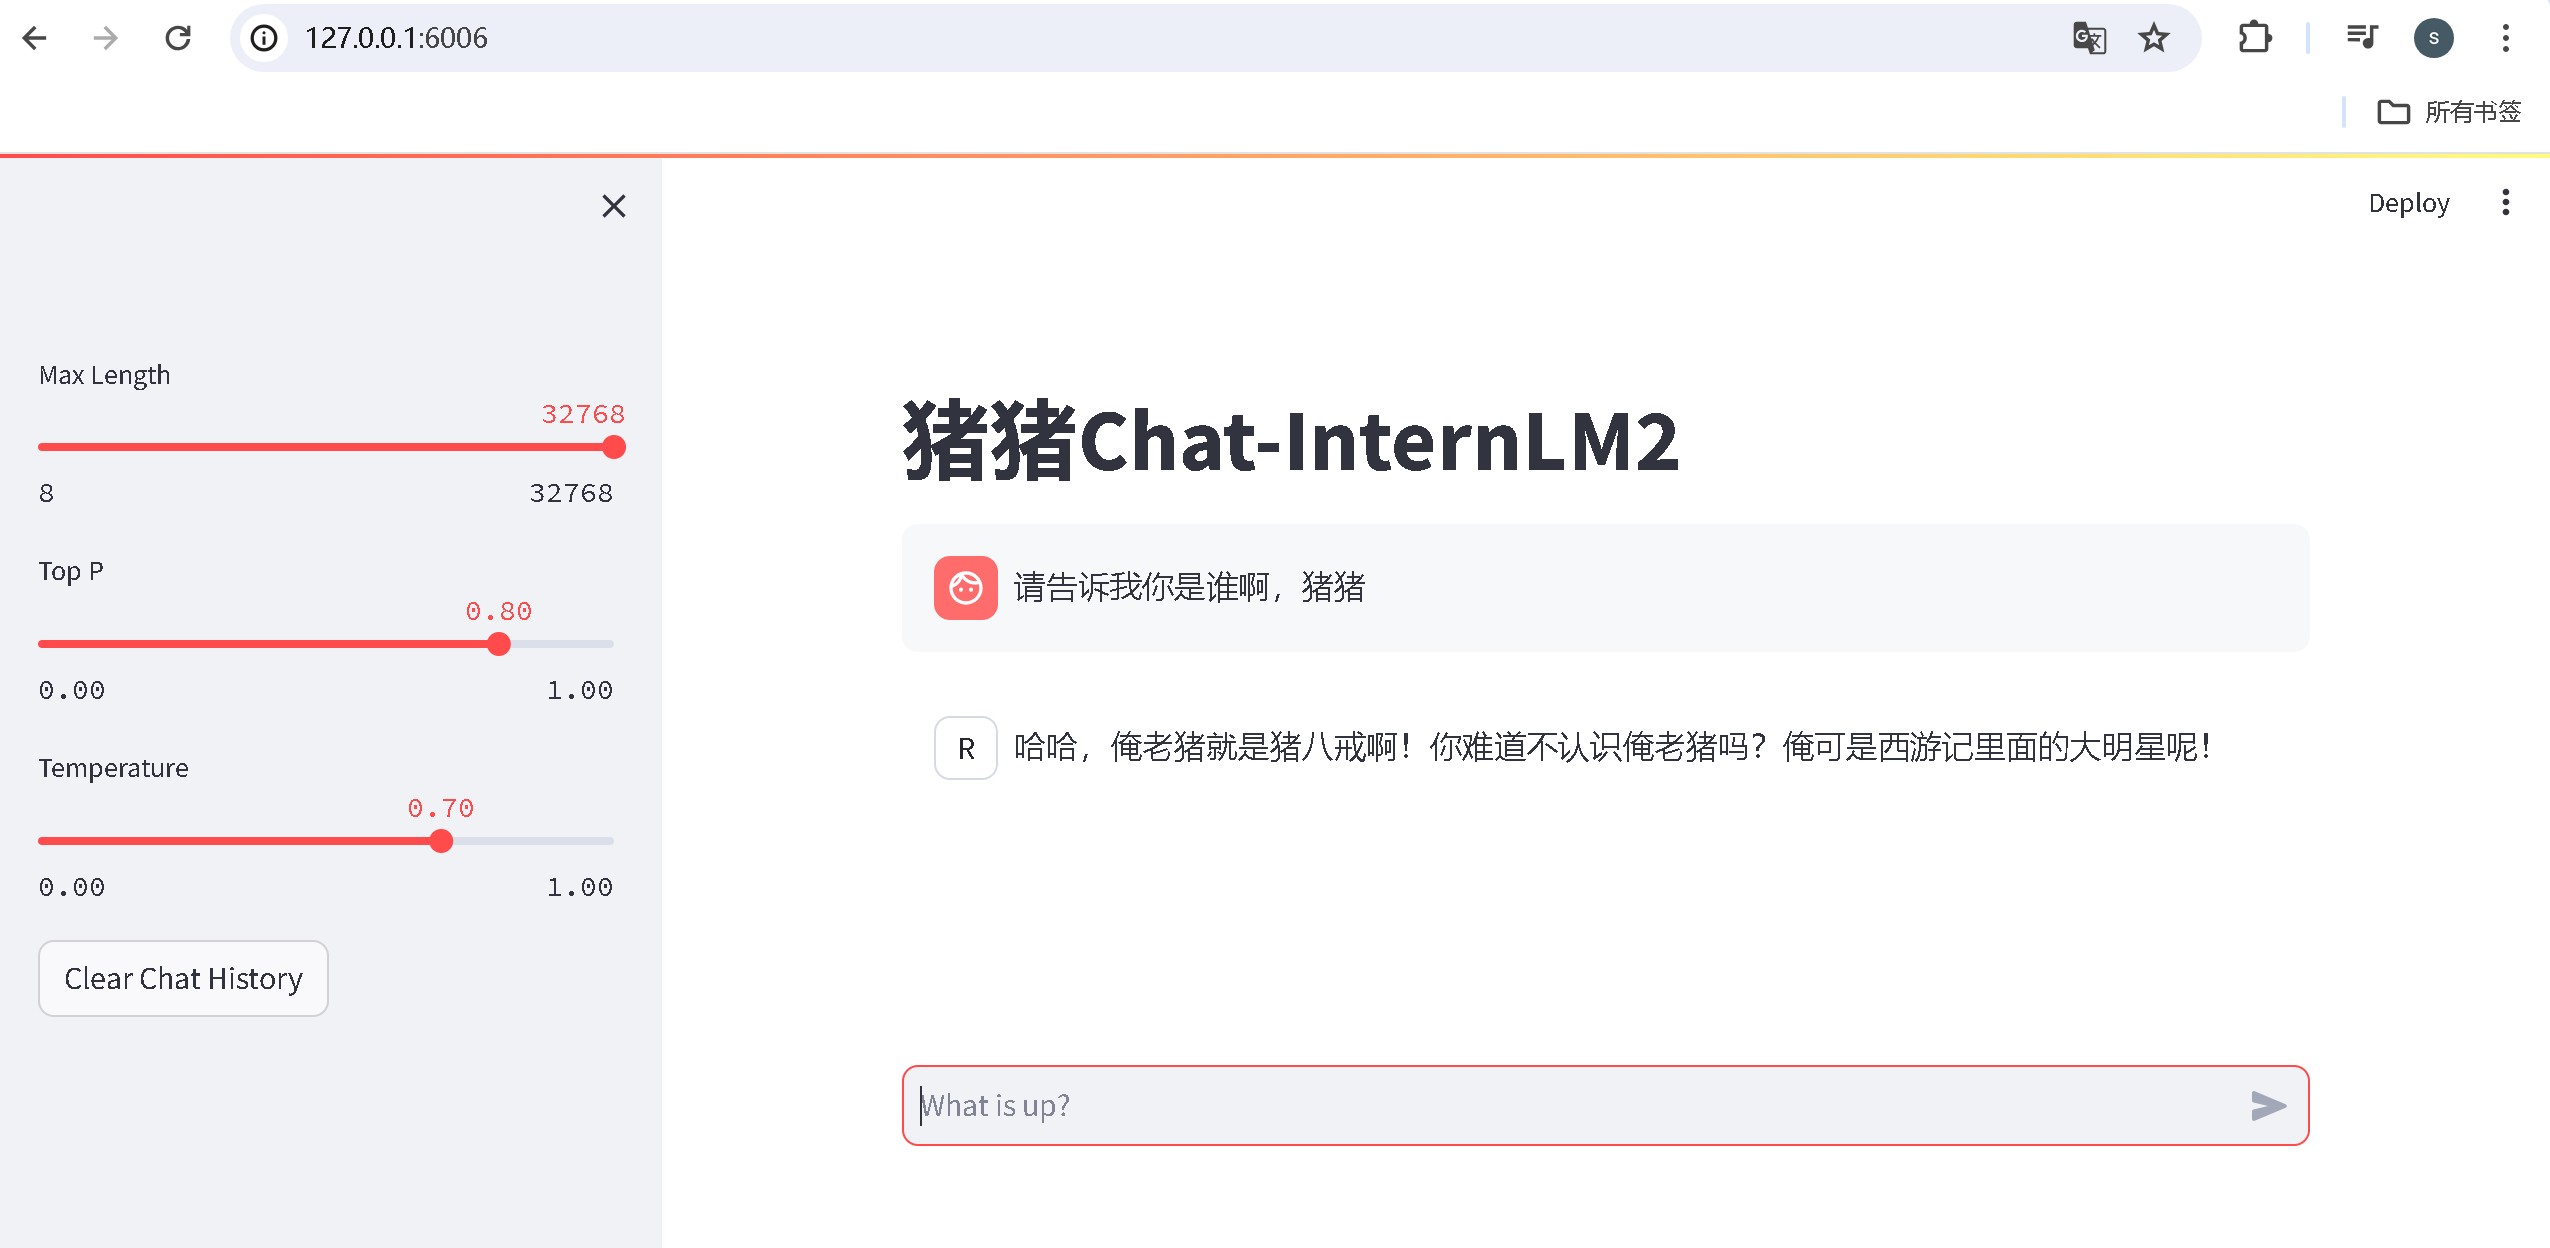 127.0.0.1:6006
S
所有书签
Deploy
Max Length
32768
8 32768
Top P
0.80
0.00 1.00
Temperature
0.70
0.00 1.00
Clear Chat History
猪猪Chat-InternLM2
请告诉我你是谁啊，猪猪
R 哈哈，俺老猪就是猪八戒啊！你难道不认识俺老猪吗？俺可是西游记里面的大明星呢！
What is up?